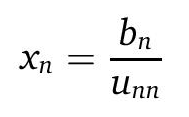 $x_n = \frac{b_n}{u_{nn}}$